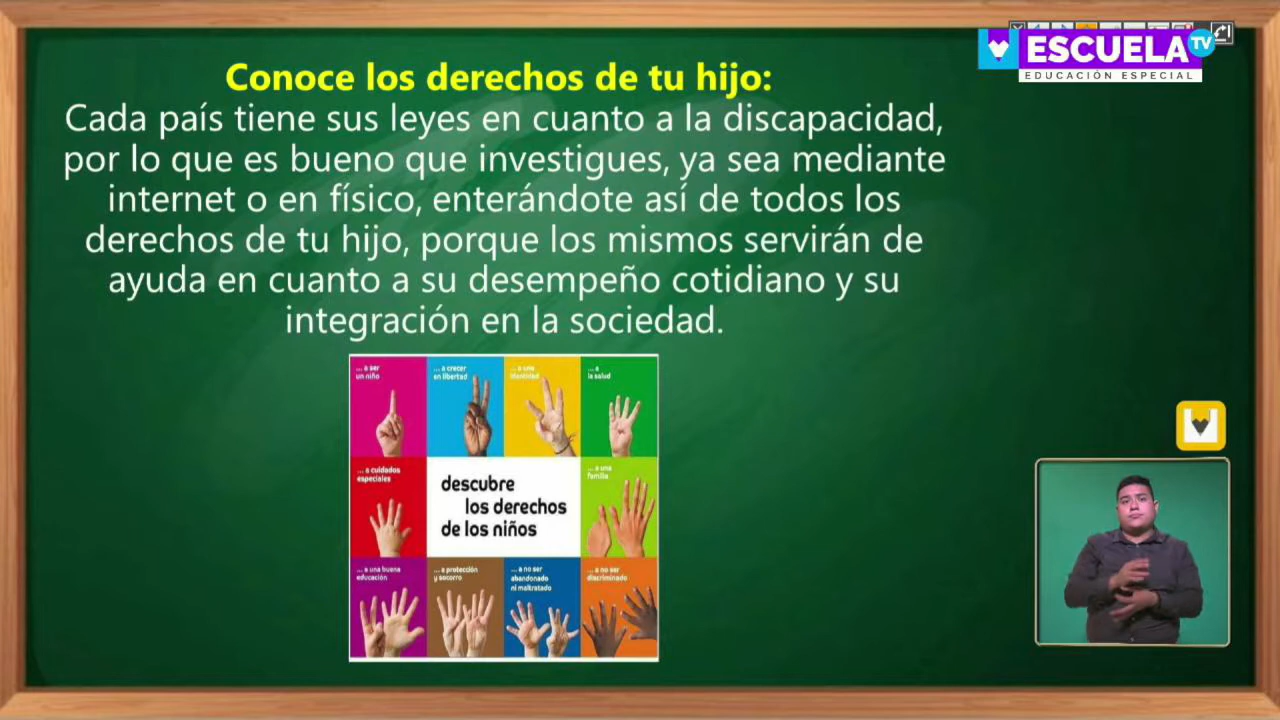 ESCUELA TV
EDUCACIÓN ESPECIAL
Conoce los derechos de tu hijo:
Cada país tiene sus leyes en cuanto a la discapacidad,
por lo que es bueno que investigues, ya sea mediante
internet o en físico, enterándote así de todos los
derechos de tu hijo, porque los mismos servirán de
ayuda en cuanto a su desempeño cotidiano y su
integración en la sociedad.
... a ser
un niño
... a crecer
en libertad
... a una
identidad
... a
la salud
... a cuidados
especiales
descubre
los derechos
de los niños
... a una
familia
... a una buena
educación
... a protección
y socorro
... a no ser
abandonado
ni maltratado
... a no ser
discriminado